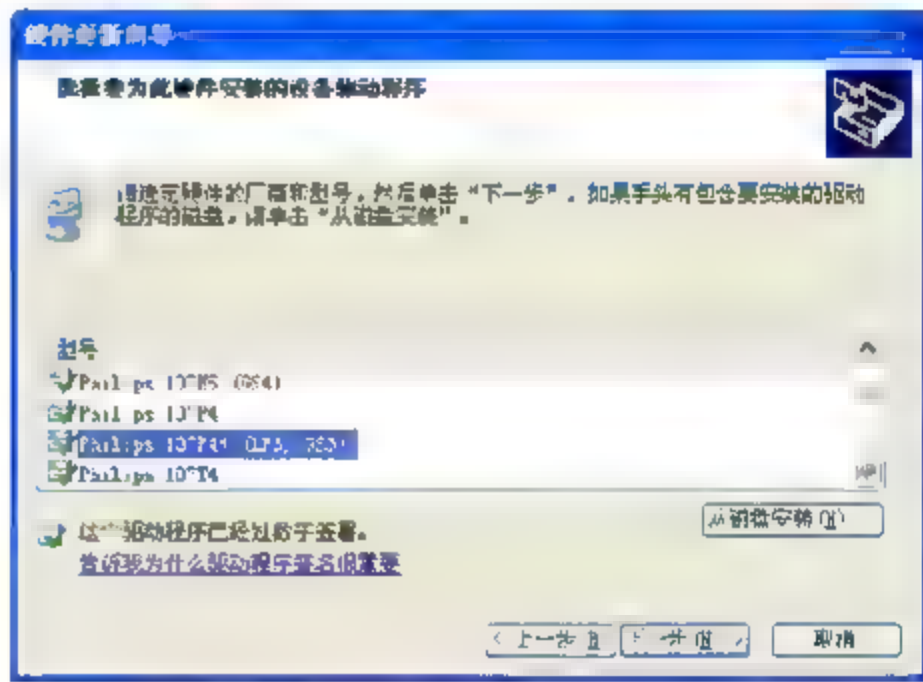 硬件更新向导
选择要为此硬件安装的设备驱动程序
请选定硬件的厂商和型号，然后单击“下一步”。如果手头有包含要安装的驱动
程序的磁盘，请单击“从磁盘安装”。
型号
Philips
Philips
Philips
Philips
这个驱动程序已经过数字签署。
告诉我为什么驱动程序签名很重要
从磁盘安装(H)
< 上一步(B)
下一步(N) >
取消